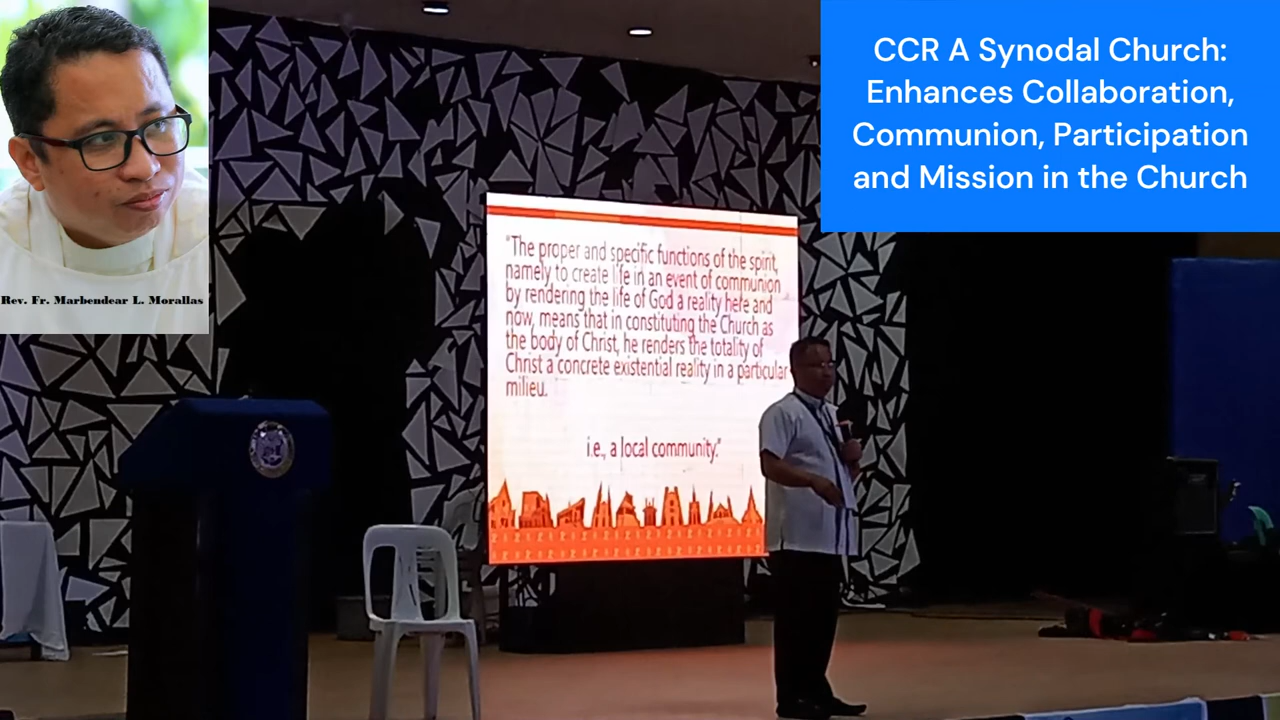 CCR A Synodal Church:
Enhances Collaboration,
Communion, Participation
and Mission in the Church
Rev. Fr. Marbendear L. Morallas
"The proper and specific functions of the spirit,
namely to create life in an event of communion
by rendering the life of God a reality here and
now, means that in constituting the Church as
the body of Christ, he renders the totality of
Christ a concrete existential reality in a particular
milieu.
i.e., a local community."